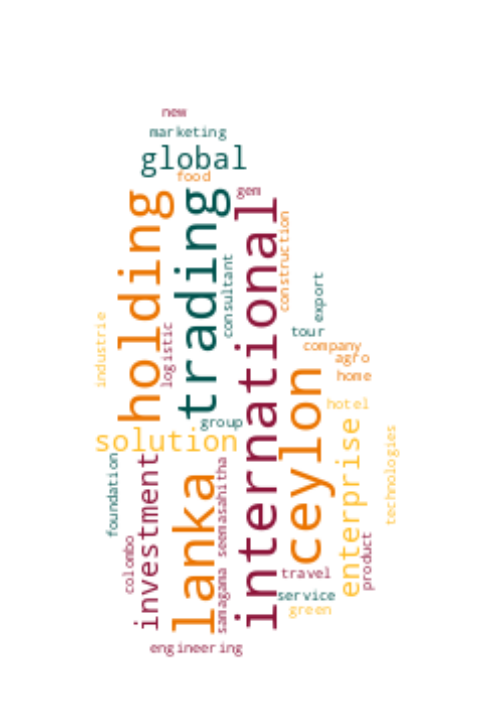 new
marketing
global
food
gem
holding
trading
international
construction
consultant
export
industrie
logistic
tour
company
agro
home
ceylon
hotel
group
solution
enterprise
technologies
foundation
investment
lanka
seemasahitha
colombo
samagama
product
travel
service
green
engineering